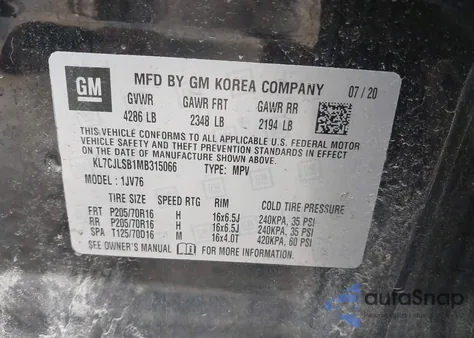 GM
MFD BY GM KOREA COMPANY 07/20
GVWR GAWR FRT GAWR RR
4286 LB 2348 LB 2194 LB
THIS VEHICLE CONFORMS TO ALL APPLICABLE U.S. FEDERAL MOTOR
VEHICLE SAFETY, BUMPER, AND THEFT PREVENTION STANDARDS IN
EFFECT ON THE DATE OF MANUFACTURE SHOWN ABOVE.
KL7CJLSB1MB315066 TYPE: MPV
MODEL: 1JV76
TIRE SIZE SPEED RTG RIM COLD TIRE PRESSURE
FRT P205/70R16 H 16x6.5J 240KPA, 35 PSI
RR P205/70R16 H 16x6.5J 240KPA, 35 PSI
SPA T125/70D16 M 16x4.0T 420KPA, 60 PSI
SEE OWNER'S MANUAL FOR MORE INFORMATION.
autoSnap